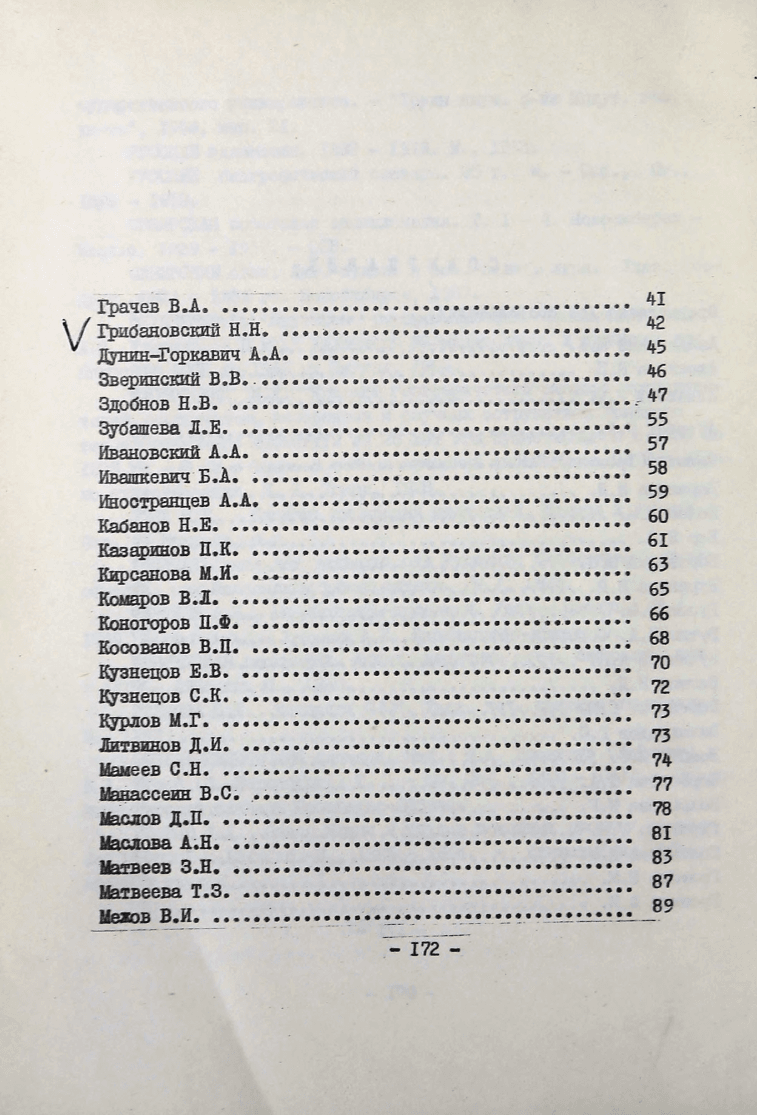 Грачев В.А. ........................................ 41
Грибановский Н.Н. .................................. 42
Дунин-Горкавич А.А. ................................ 45
Зверинский В.В. .................................... 46
Здобнов Н.В. ....................................... 47
Зубашева Л.Е. ...................................... 55
Ивановский А.А. .................................... 57
Ивашкевич Б.А. ..................................... 58
Иностранцев А.А. ................................... 59
Кабанов Н.Е. ....................................... 60
Казаринов П.К. ..................................... 61
Кирсанова М.И. ..................................... 63
Комаров В.Л. ....................................... 65
Коногоров П.Ф. ..................................... 66
Косованов В.П. ..................................... 68
Кузнецов Е.В. ...................................... 70
Кузнецов С.К. ...................................... 72
Курлов М.Г. ........................................ 73
Литвинов Д.И. ...................................... 73
Мамеев С.Н. ........................................ 74
Манассеин В.С. ..................................... 77
Маслов Д.П. ........................................ 78
Маслова А.Н. ....................................... 81
Матвеев З.Н. ....................................... 83
Матвеева Т.З. ...................................... 87
Межов В.И. ......................................... 89
- 172 -